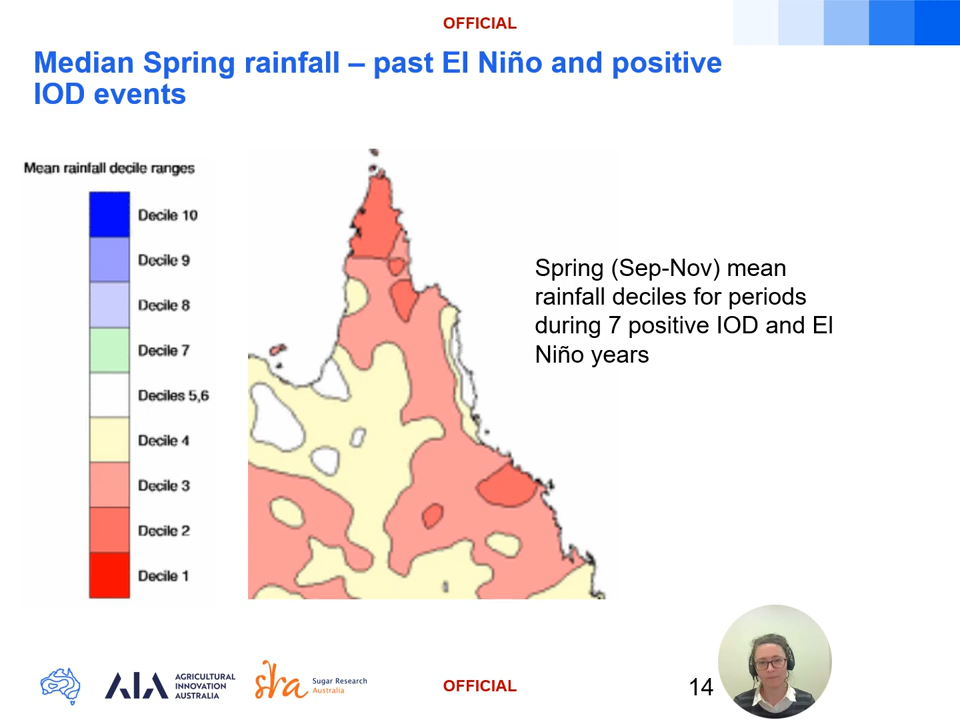 OFFICIAL
Median Spring rainfall – past El Niño and positive
IOD events
Mean rainfall decile ranges
Decile 10
Decile 9
Decile 8
Decile 7
Deciles 5,6
Decile 4
Decile 3
Decile 2
Decile 1
Spring (Sep-Nov) mean
rainfall deciles for periods
during 7 positive IOD and El
Niño years
AIA
AGRICULTURAL
INNOVATION
AUSTRALIA
sra
Sugar Research
Australia
OFFICIAL
14